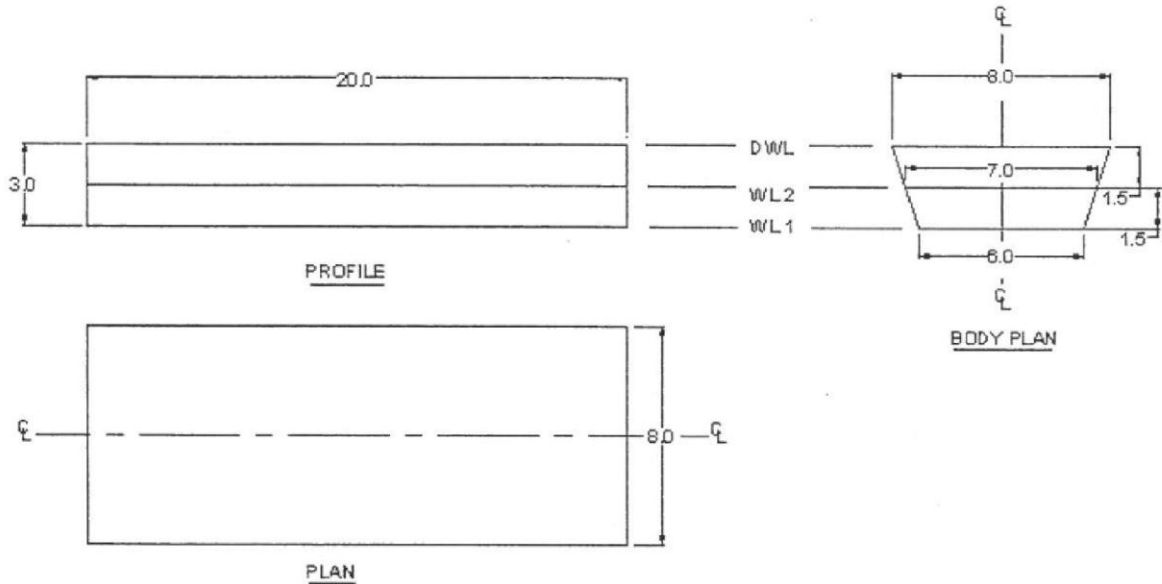 ℄
20.0
8.0
DWL
3.0
7.0
WL2
1.5
WL1
1.5
6.0
PROFILE
℄
BODY PLAN
℄
8.0
℄
PLAN